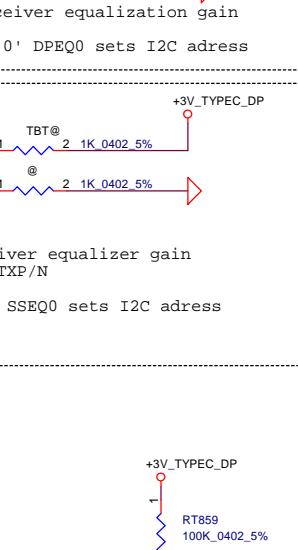 ceiver equalization gain
0' DPEQ0 sets I2C adress
+3V_TYPEC_DP
1 TBT@ 2 1K_0402_5%
1 @ 2 1K_0402_5%
iver equalizer gain
TXP/N
SSEQ0 sets I2C adress
+3V_TYPEC_DP
1
RT859
100K_0402_5%